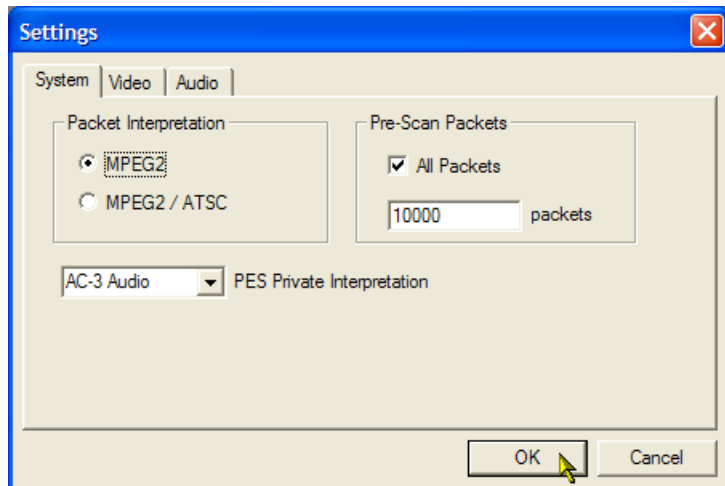 Settings
System Video Audio
Packet Interpretation
MPEG2
MPEG2 / ATSC
Pre-Scan Packets
All Packets
10000 packets
AC-3 Audio PES Private Interpretation
OK Cancel